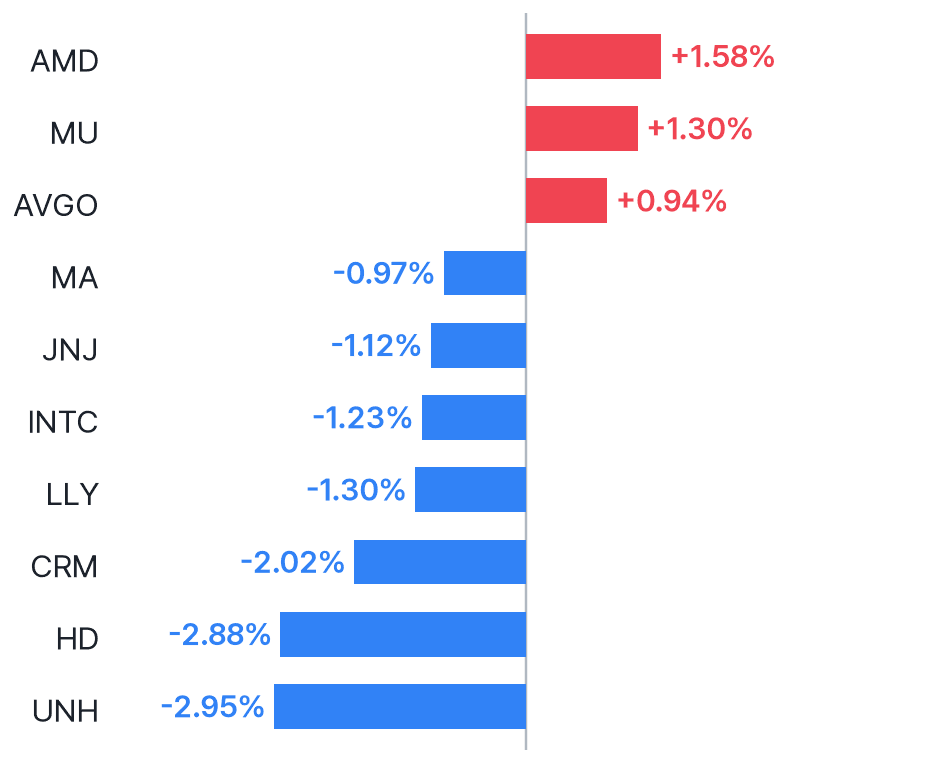 AMD +1.58%
MU +1.30%
AVGO +0.94%
MA -0.97%
JNJ -1.12%
INTC -1.23%
LLY -1.30%
CRM -2.02%
HD -2.88%
UNH -2.95%